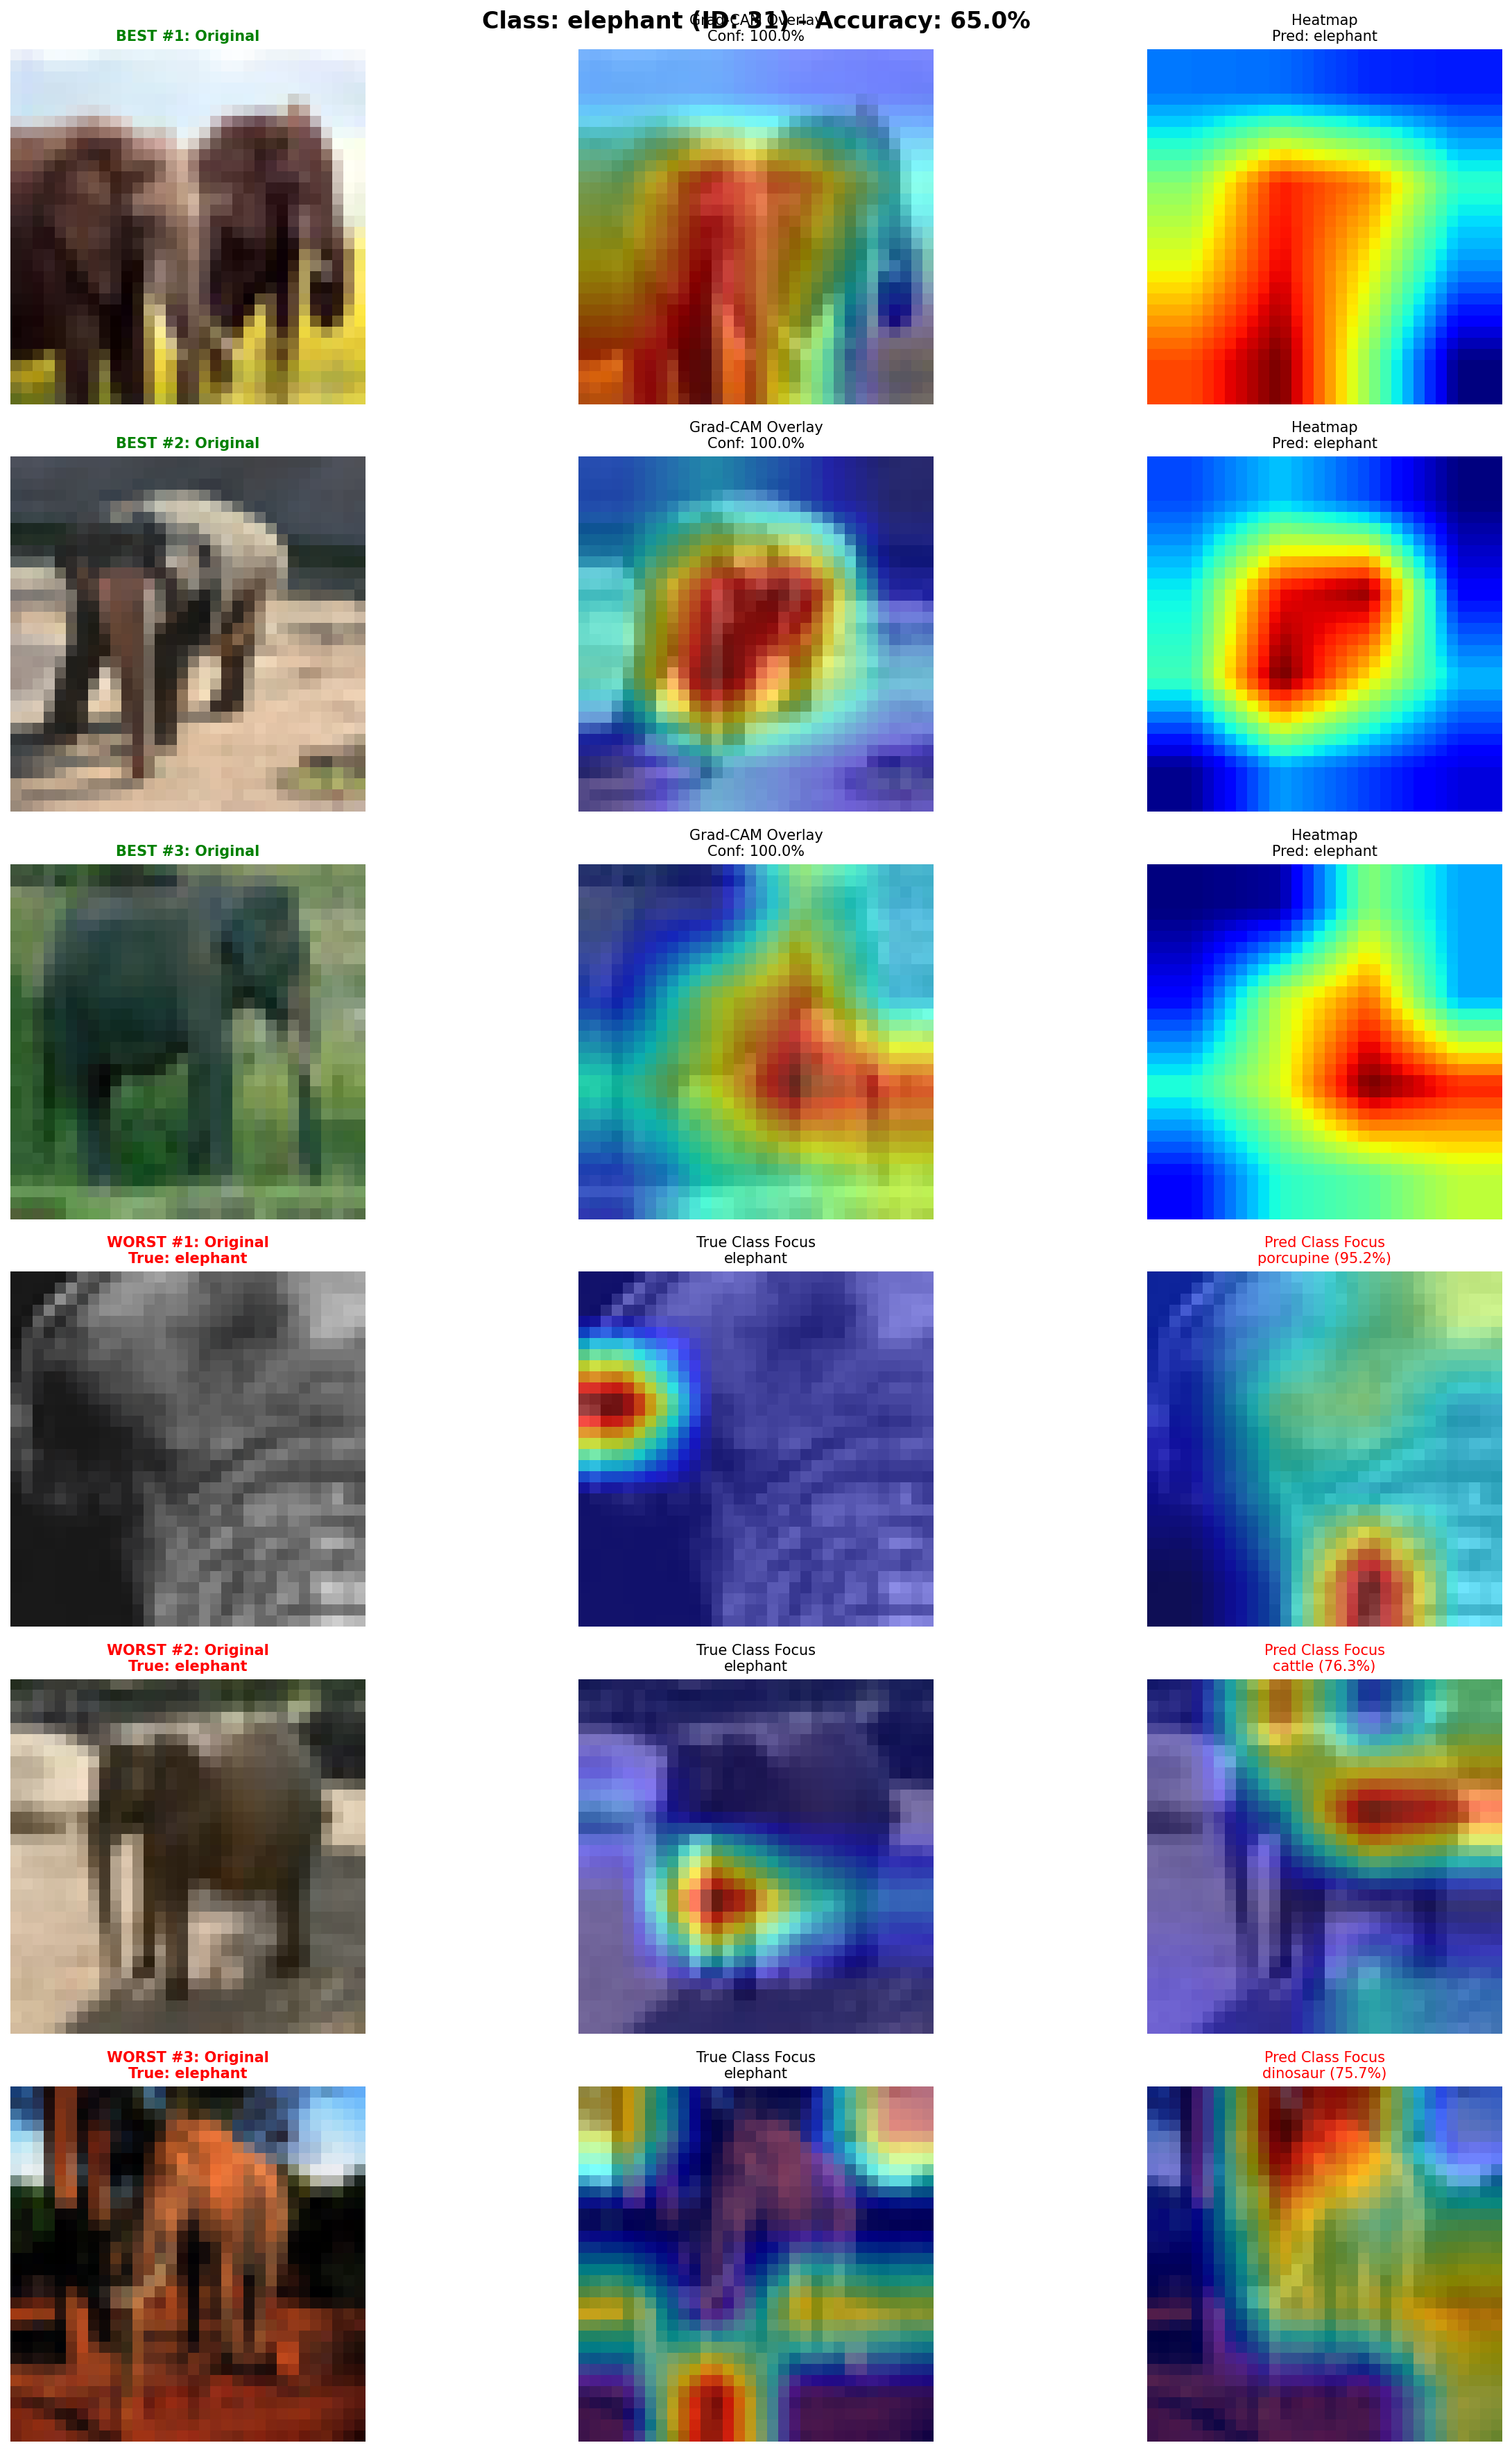 Class: elephant (ID: 31) - Accuracy: 65.0%
BEST #1: Original
Grad-CAM Overlay
Conf: 100.0%
Heatmap
Pred: elephant
BEST #2: Original
Grad-CAM Overlay
Conf: 100.0%
Heatmap
Pred: elephant
BEST #3: Original
Grad-CAM Overlay
Conf: 100.0%
Heatmap
Pred: elephant
WORST #1: Original
True: elephant
True Class Focus
elephant
Pred Class Focus
porcupine (95.2%)
WORST #2: Original
True: elephant
True Class Focus
elephant
Pred Class Focus
cattle (76.3%)
WORST #3: Original
True: elephant
True Class Focus
elephant
Pred Class Focus
dinosaur (75.7%)